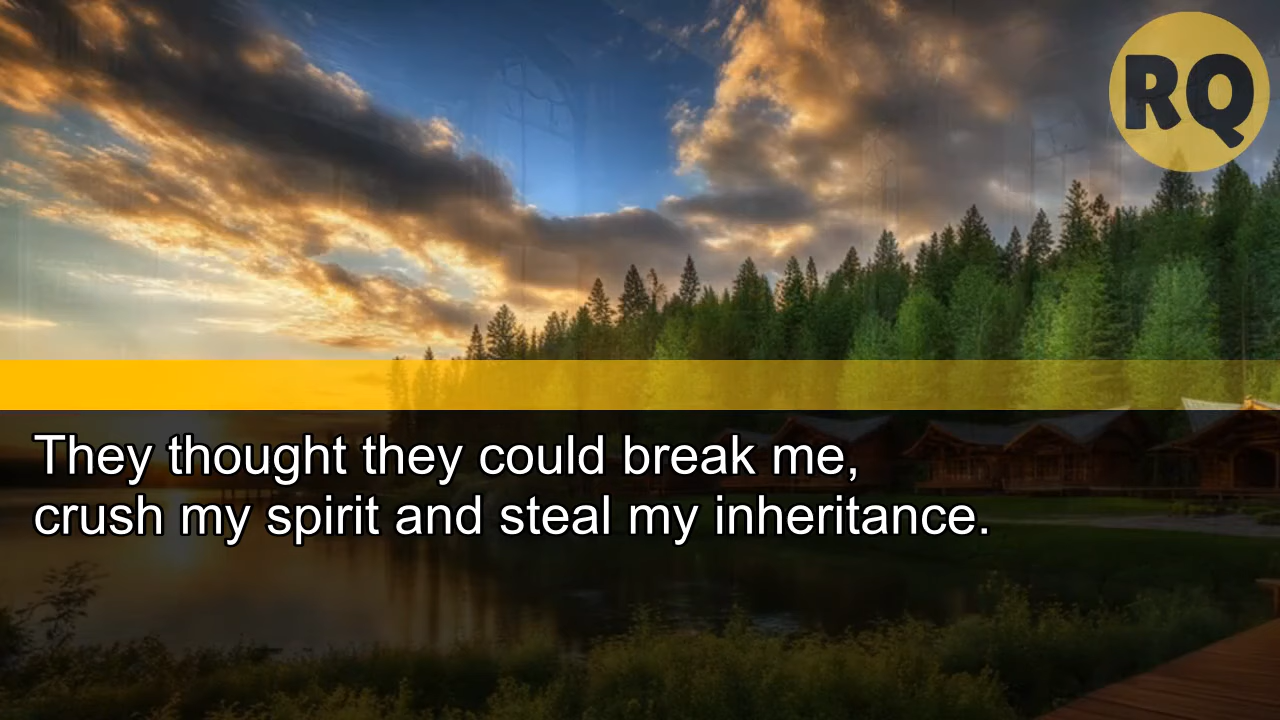 RQ
They thought they could break me,
crush my spirit and steal my inheritance.